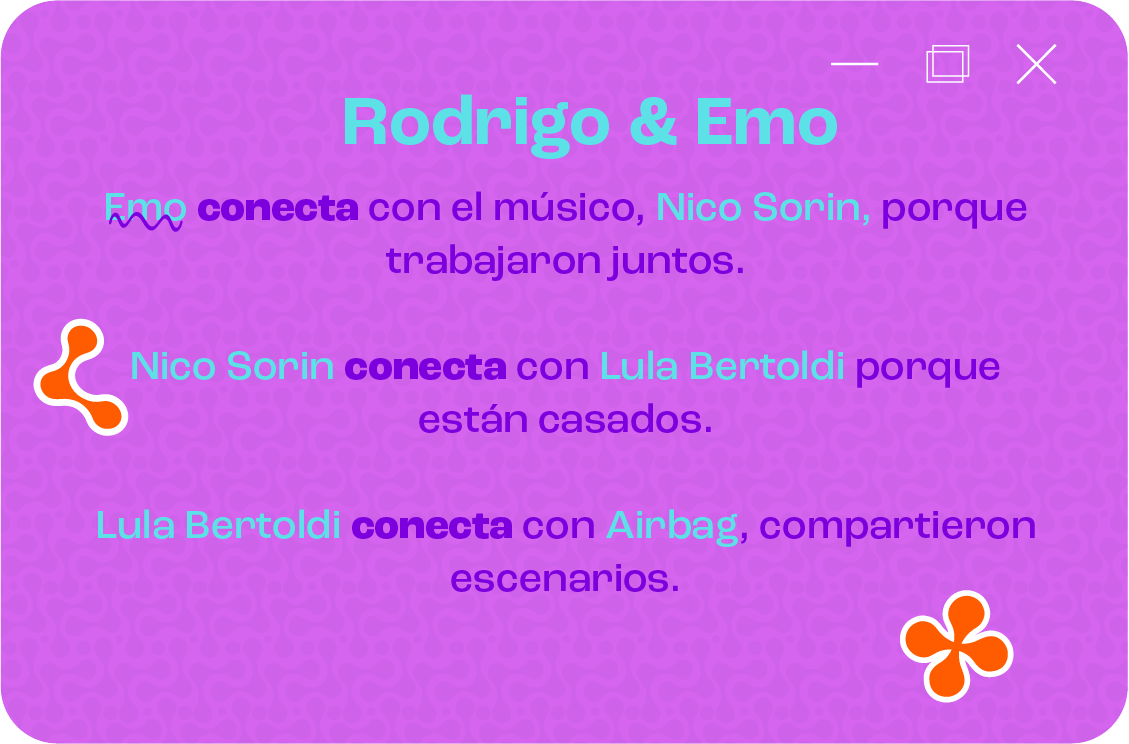 Rodrigo & Emo
Emo conecta con el músico, Nico Sorin, porque
trabajaron juntos.
Nico Sorin conecta con Lula Bertoldi porque
están casados.
Lula Bertoldi conecta con Airbag, compartieron
escenarios.